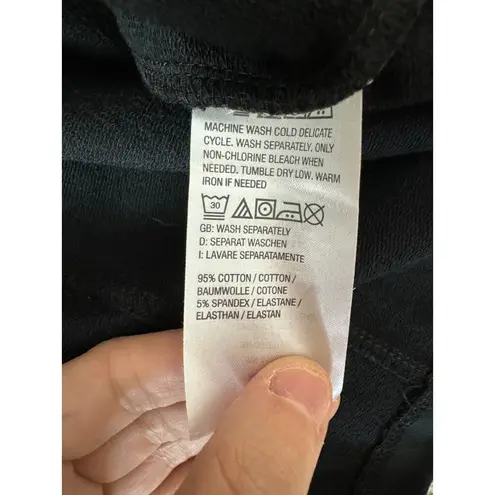 MACHINE WASH COLD DELICATE
CYCLE. WASH SEPARATELY. ONLY
NON-CHLORINE BLEACH WHEN
NEEDED. TUMBLE DRY LOW. WARM
IRON IF NEEDED
30
GB: WASH SEPARATELY
D: SEPARAT WASCHEN
I: LAVARE SEPARATAMENTE
95% COTTON / COTTON /
BAUMWOLLE / COTONE
5% SPANDEX / ELASTANE /
ELASTHAN / ELASTAN